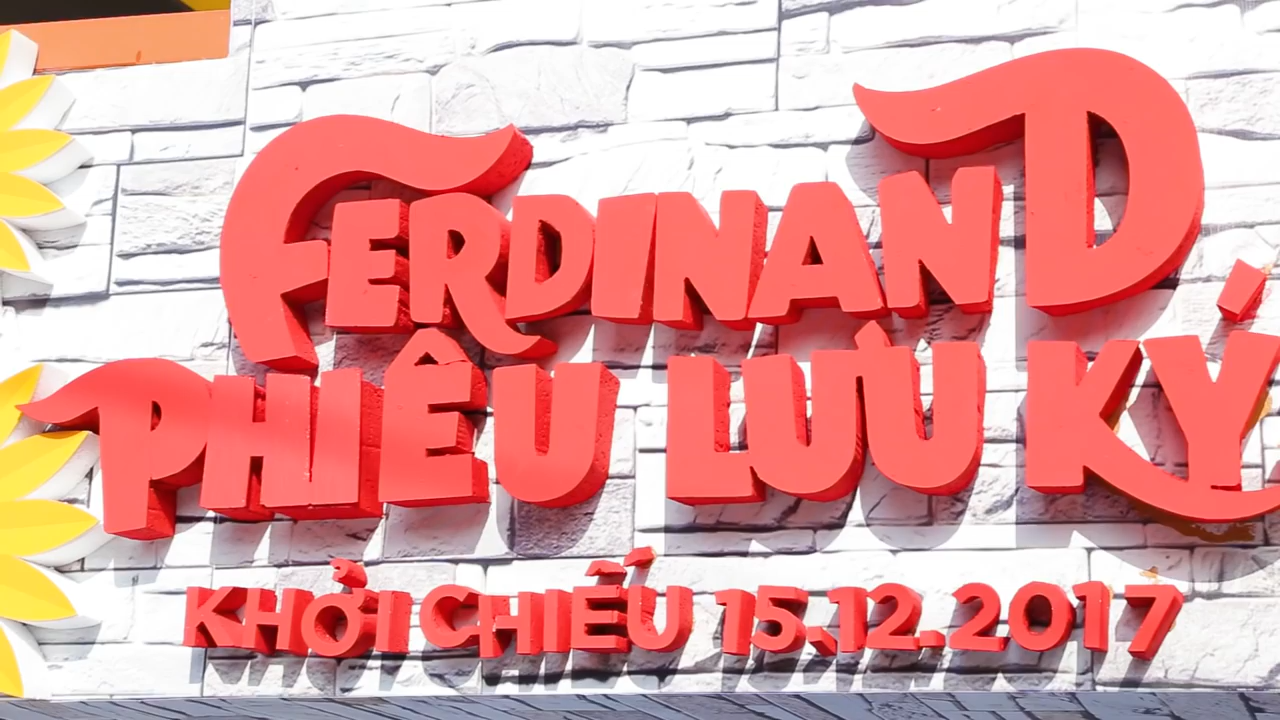 FERDINAND
PHIÊU LƯU KÝ
KHỞI CHIẾU 15.12.2017